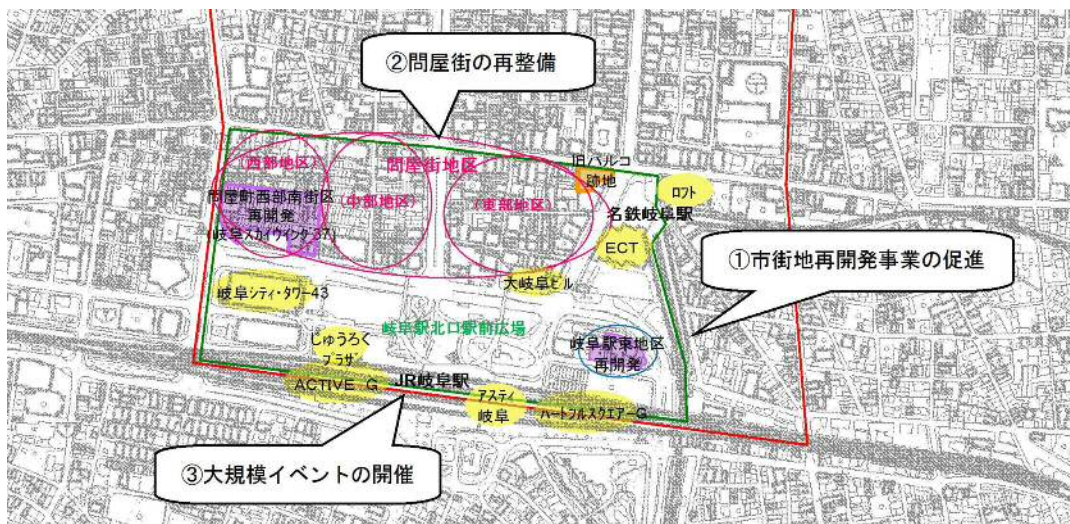 ②問屋街の再整備
旧パルコ
跡地
(西部地区)
問屋街地区
ロフト
問屋町西部南街区
再開発
(岐阜スカイウイング37)
(中部地区)
(東部地区)
名鉄岐阜駅
ECT
①市街地再開発事業の促進
大岐阜ビル
岐阜シティ・タワー43
岐阜駅北口駅前広場
じゅうろく
プラザ
岐阜駅東地区
再開発
ACTIVE G
JR岐阜駅
アスティ
岐阜
ハートフルスクエアーG
③大規模イベントの開催